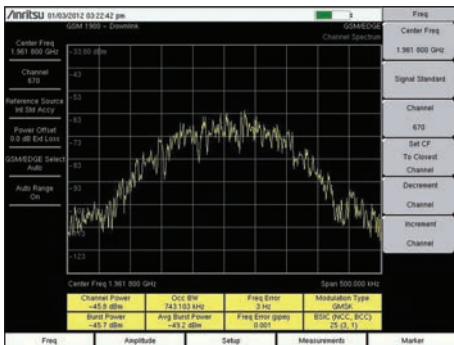 /Inritsu 01/03/2012 03:22:42 pm
GSM 1900 - Downlink
GSM/EDGE
Channel Spectrum
Center Freq
1.961 800 GHz
Channel
670
Reference Source
Int Std Accy
Power Offset
0.0 dB Ext Loss
GSM/EDGE Select
Auto
Auto Range
On
-33.00 dBm
-43
-53
-63
-73
-83
-93
-123
Center Freq 1.961 800 GHz
Span 500.000 kHz
Channel Power
-45.9 dBm
Occ BW
743.103 kHz
Freq Error
3 Hz
Modulation Type
GMSK
Burst Power
-45.7 dBm
Avg Burst Power
-49.2 dBm
Freq Error (ppm)
0.001
BSIC (NCC, BCC)
25 (3, 1)
Freq
Center Freq
1.961 800 GHz
Signal Standard
Channel
670
Set CF
To Closest
Channel
Decrement
Channel
Increment
Channel
Freq
Amplitude
Setup
Measurements
Marker